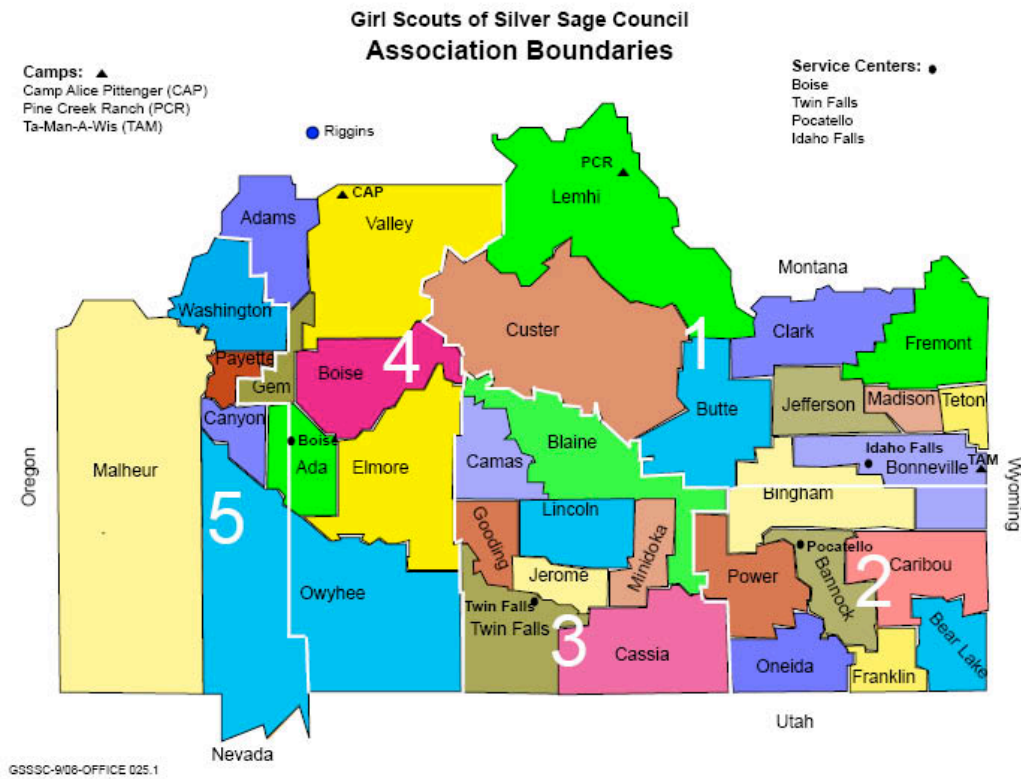 Girl Scouts of Silver Sage Council
Association Boundaries
Camps: ▲
Camp Alice Pittenger (CAP)
Pine Creek Ranch (PCR)
Ta-Man-A-Wis (TAM)
Service Centers: ●
Boise
Twin Falls
Pocatello
Idaho Falls
Riggins
PCR
Lemhi
CAP
Adams
Valley
Montana
Washington
Custer
1
Clark
Fremont
4
Payette
Boise
Gem
Butte
Jefferson
Madison
Teton
Canyon
Boise
Blaine
Idaho Falls
Malheur
Ada
Elmore
Camas
Bonneville
TAM
Oregon
Wyoming
5
Bingham
Lincoln
Gooding
Minidoka
Pocatello
Owyhee
Jerome
Power
Bannock
2
Caribou
Twin Falls
Twin Falls
3
Cassia
Bear Lake
Oneida
Franklin
Utah
Nevada
GSSSC-9/06-OFFICE 025.1